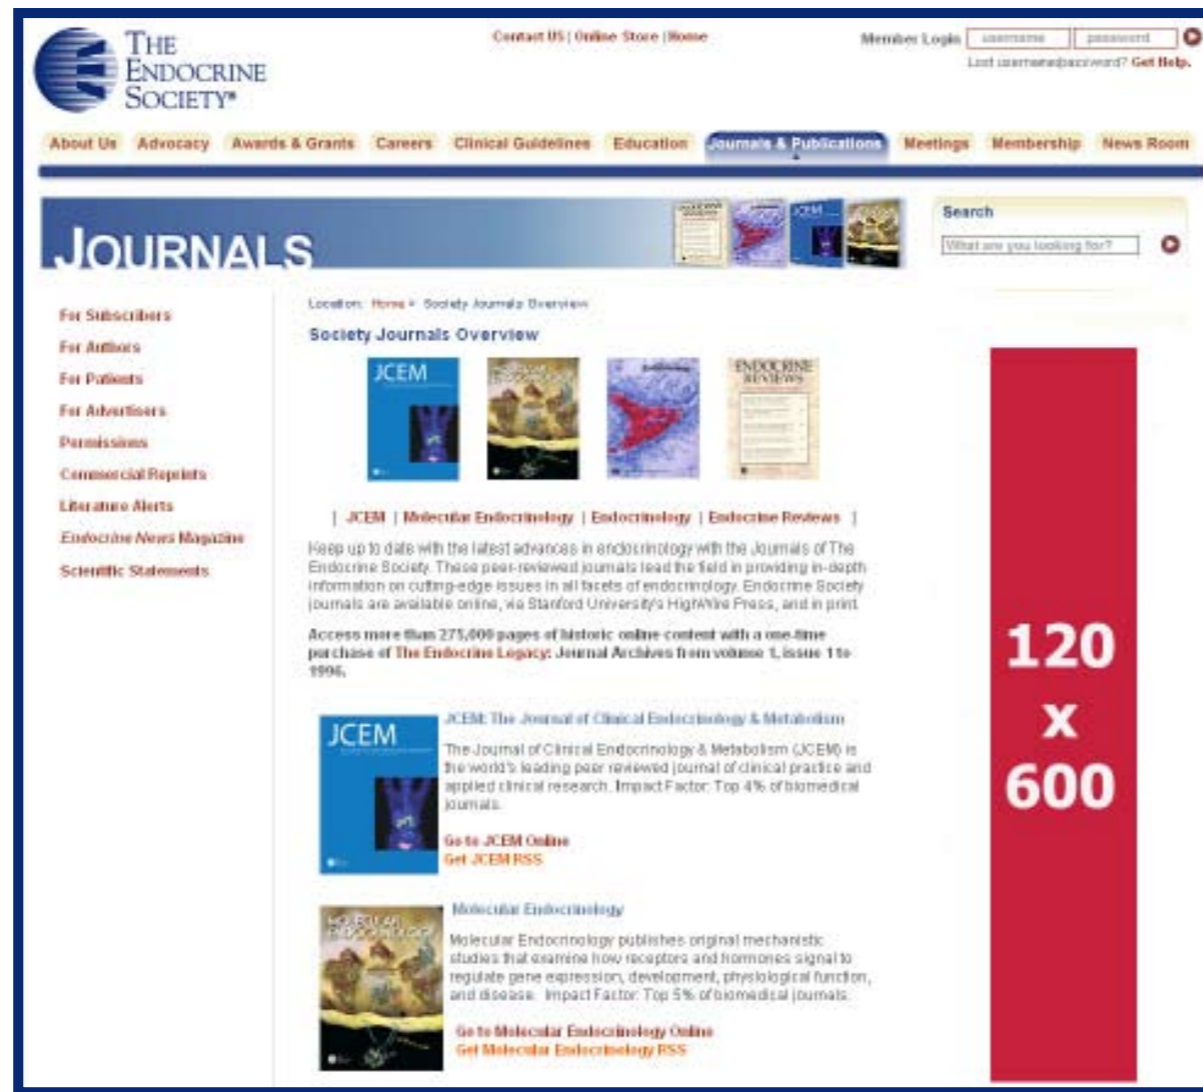 THE
ENDOCRINE
SOCIETY®
Contact US | Online Store | Home
Member Login username password
Lost username/password? Get Help.
About Us Advocacy Awards & Grants Careers Clinical Guidelines Education Journals & Publications Meetings Membership News Room
JOURNALS
JCEM
Search
What are you looking for?
For Subscribers
For Authors
For Patients
For Advertisers
Permissions
Commercial Reprints
Literature Alerts
Endocrine News Magazine
Scientific Statements
Location: Home > Society Journals Overview
Society Journals Overview
JCEM
ENDOCRINE
REVIEWS
| JCEM | Molecular Endocrinology | Endocrinology | Endocrine Reviews |
Keep up to date with the latest advances in endocrinology with the Journals of The
Endocrine Society. These peer-reviewed journals lead the field in providing in-depth
information on cutting-edge issues in all facets of endocrinology. Endocrine Society
journals are available online, via Stanford University's HighWire Press, and in print.
Access more than 275,000 pages of historic online content with a one-time
purchase of The Endocrine Legacy: Journal Archives from volume 1, issue 1 to
1996.
JCEM
JCEM: The Journal of Clinical Endocrinology & Metabolism
The Journal of Clinical Endocrinology & Metabolism (JCEM) is
the world's leading peer reviewed journal of clinical practice and
applied clinical research. Impact Factor: Top 4% of biomedical
journals.
Go to JCEM Online
Get JCEM RSS
MOLECULAR
ENDOCRINOLOGY
Molecular Endocrinology
Molecular Endocrinology publishes original mechanistic
studies that examine how receptors and hormones signal to
regulate gene expression, development, physiological function,
and disease. Impact Factor: Top 5% of biomedical journals.
Go to Molecular Endocrinology Online
Get Molecular Endocrinology RSS
120
x
600